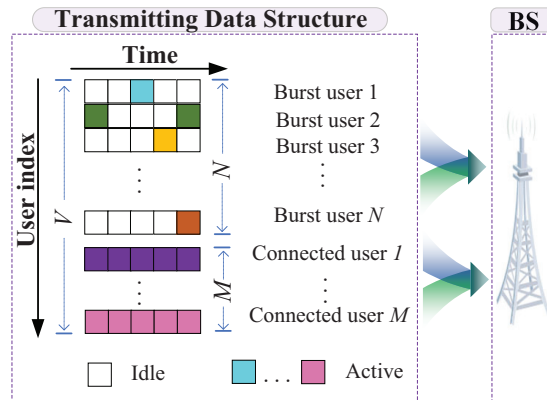 Transmitting Data Structure
BS
Time
User index
V
N
M
Burst user 1
Burst user 2
Burst user 3
Burst user N
Connected user 1
Connected user M
Idle
Active